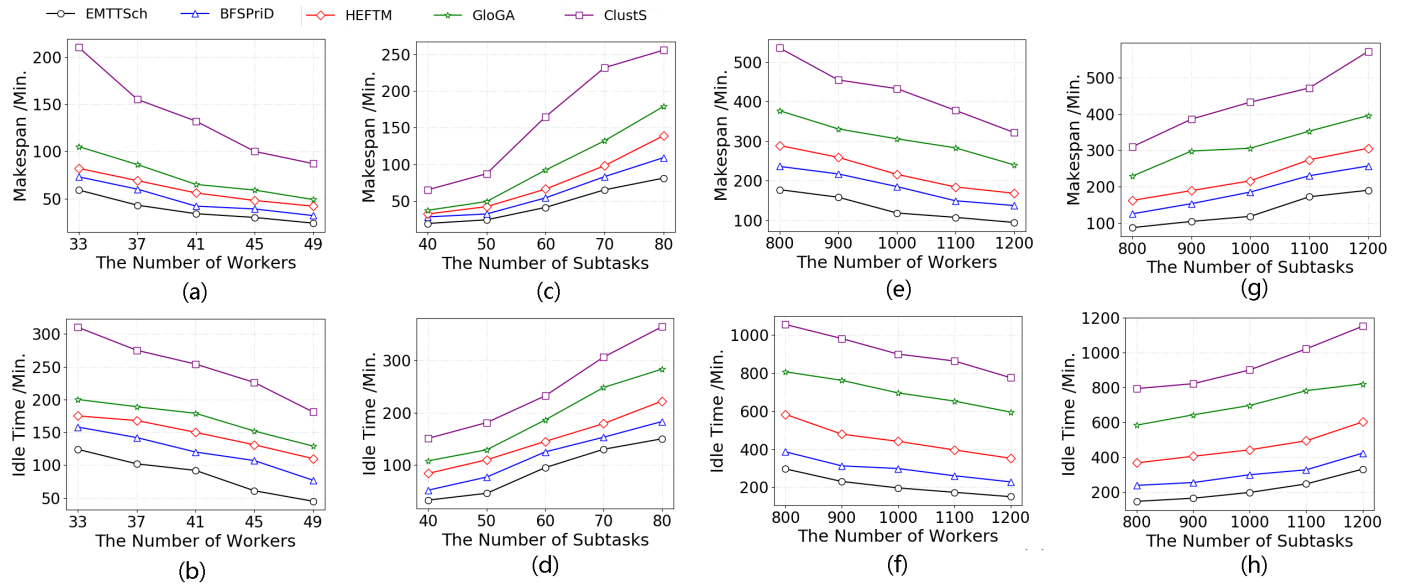 EMTTSch BFSPriD HEFTM GloGA ClustS
Makespan /Min.
200
150
100
50
33 37 41 45 49
The Number of Workers
(a)
Makespan /Min.
250
200
150
100
50
40 50 60 70 80
The Number of Subtasks
(c)
Makespan /Min.
500
400
300
200
100
800 900 1000 1100 1200
The Number of Workers
(e)
Makespan /Min.
500
400
300
200
100
800 900 1000 1100 1200
The Number of Subtasks
(g)
Idle Time /Min.
300
250
200
150
100
50
33 37 41 45 49
The Number of Workers
(b)
Idle Time /Min.
300
200
100
40 50 60 70 80
The Number of Subtasks
(d)
Idle Time /Min.
1000
800
600
400
200
800 900 1000 1100 1200
The Number of Workers
(f)
Idle Time /Min.
1200
1000
800
600
400
200
800 900 1000 1100 1200
The Number of Subtasks
(h)